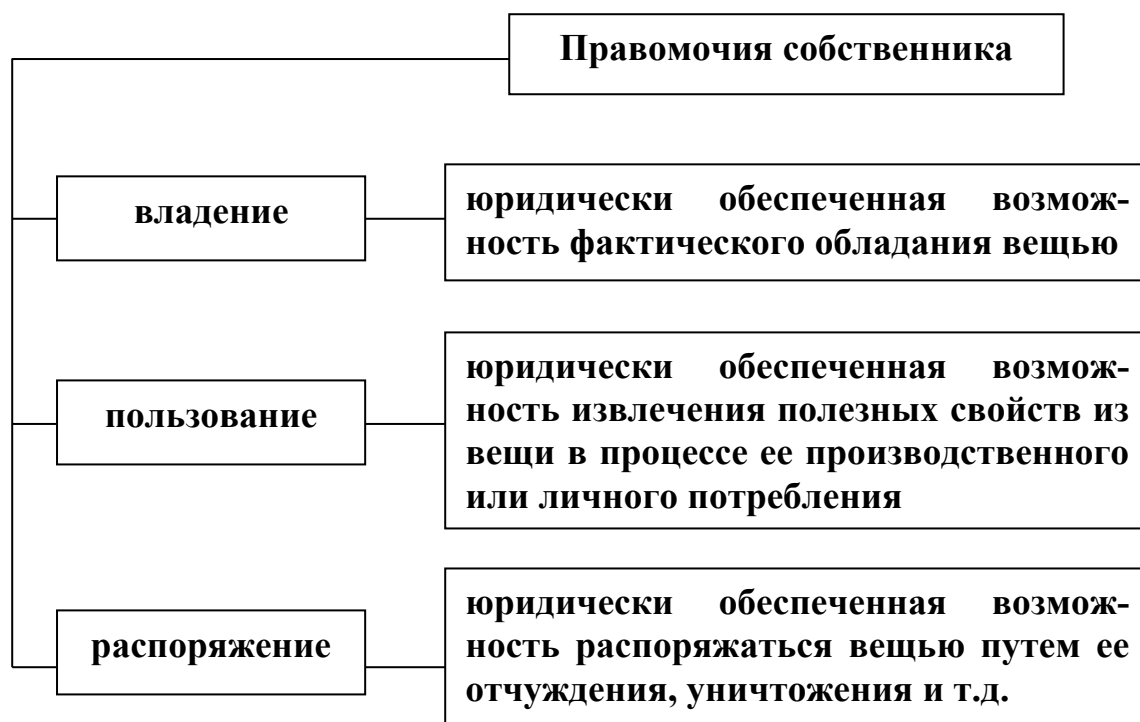 Правомочия собственника
владение
юридически обеспеченная возмож-
ность фактического обладания вещью
пользование
юридически обеспеченная возмож-
ность извлечения полезных свойств из
вещи в процессе ее производственного
или личного потребления
распоряжение
юридически обеспеченная возмож-
ность распоряжаться вещью путем ее
отчуждения, уничтожения и т.д.